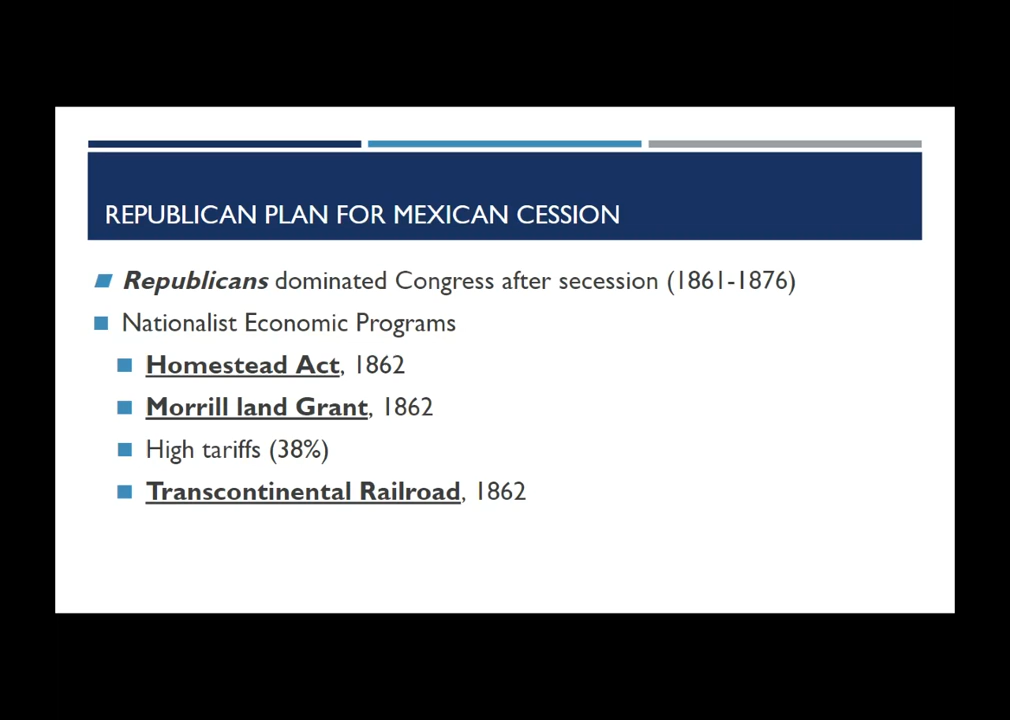 REPUBLICAN PLAN FOR MEXICAN CESSION
Republicans dominated Congress after secession (1861-1876)
Nationalist Economic Programs
Homestead Act, 1862
Morrill land Grant, 1862
High tariffs (38%)
Transcontinental Railroad, 1862